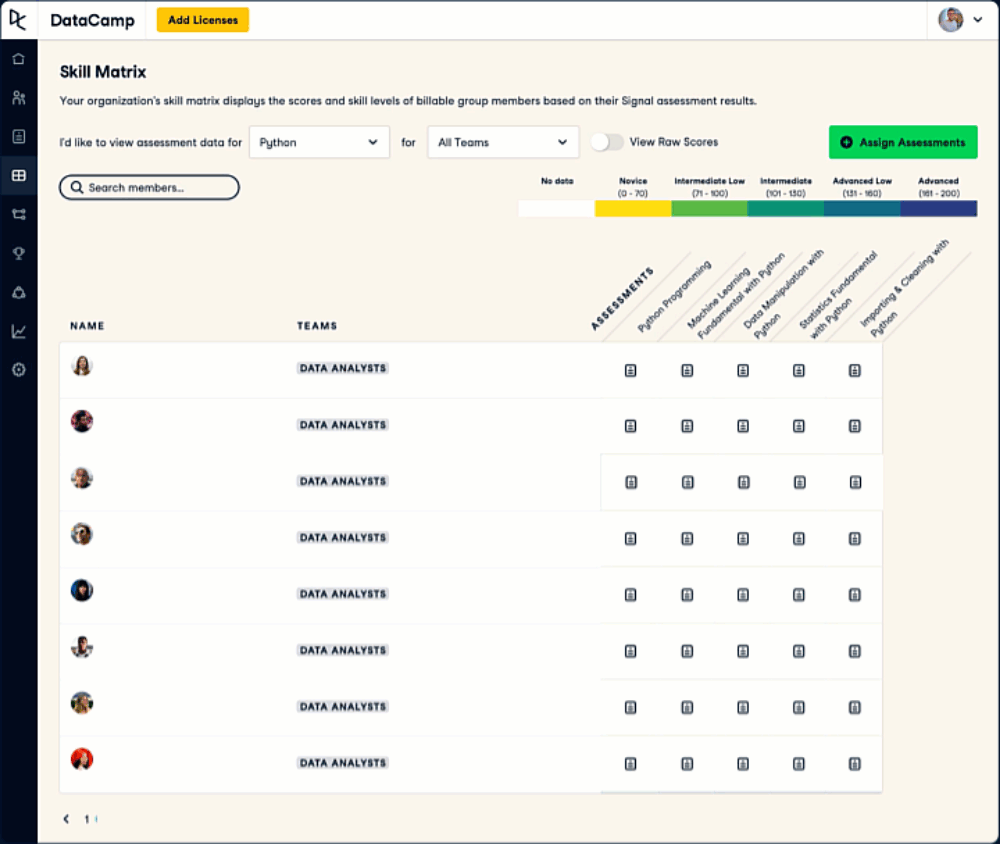 DataCamp
Add Licenses
Skill Matrix
Your organization's skill matrix displays the scores and skill levels of billable group members based on their Signal assessment results.
I'd like to view assessment data for Python for All Teams View Raw Scores Assign Assessments
Search members...
No data
Novice
(0 - 70)
Intermediate Low
(71 - 100)
Intermediate
(101 - 130)
Advanced Low
(131 - 160)
Advanced
(161 - 200)
NAME
TEAMS
ASSESSMENTS
Python Programming
Machine Learning
Fundamental with Python
Data Manipulation with
Python
Statistics Fundamental
with Python
Importing & Cleaning with
Python
DATA ANALYSTS
DATA ANALYSTS
DATA ANALYSTS
DATA ANALYSTS
DATA ANALYSTS
DATA ANALYSTS
DATA ANALYSTS
DATA ANALYSTS
1